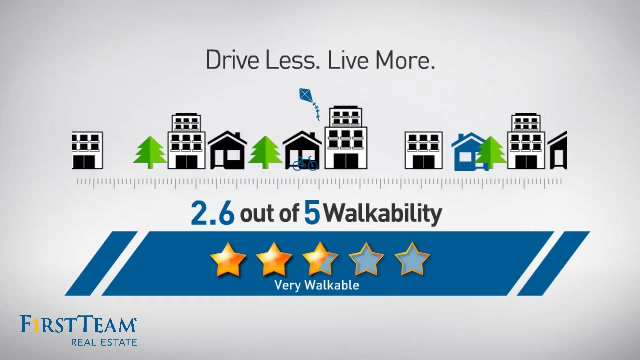 Drive Less. Live More.
2.6 out of 5 Walkability
Very Walkable
FIRSTTEAM®
REAL ESTATE